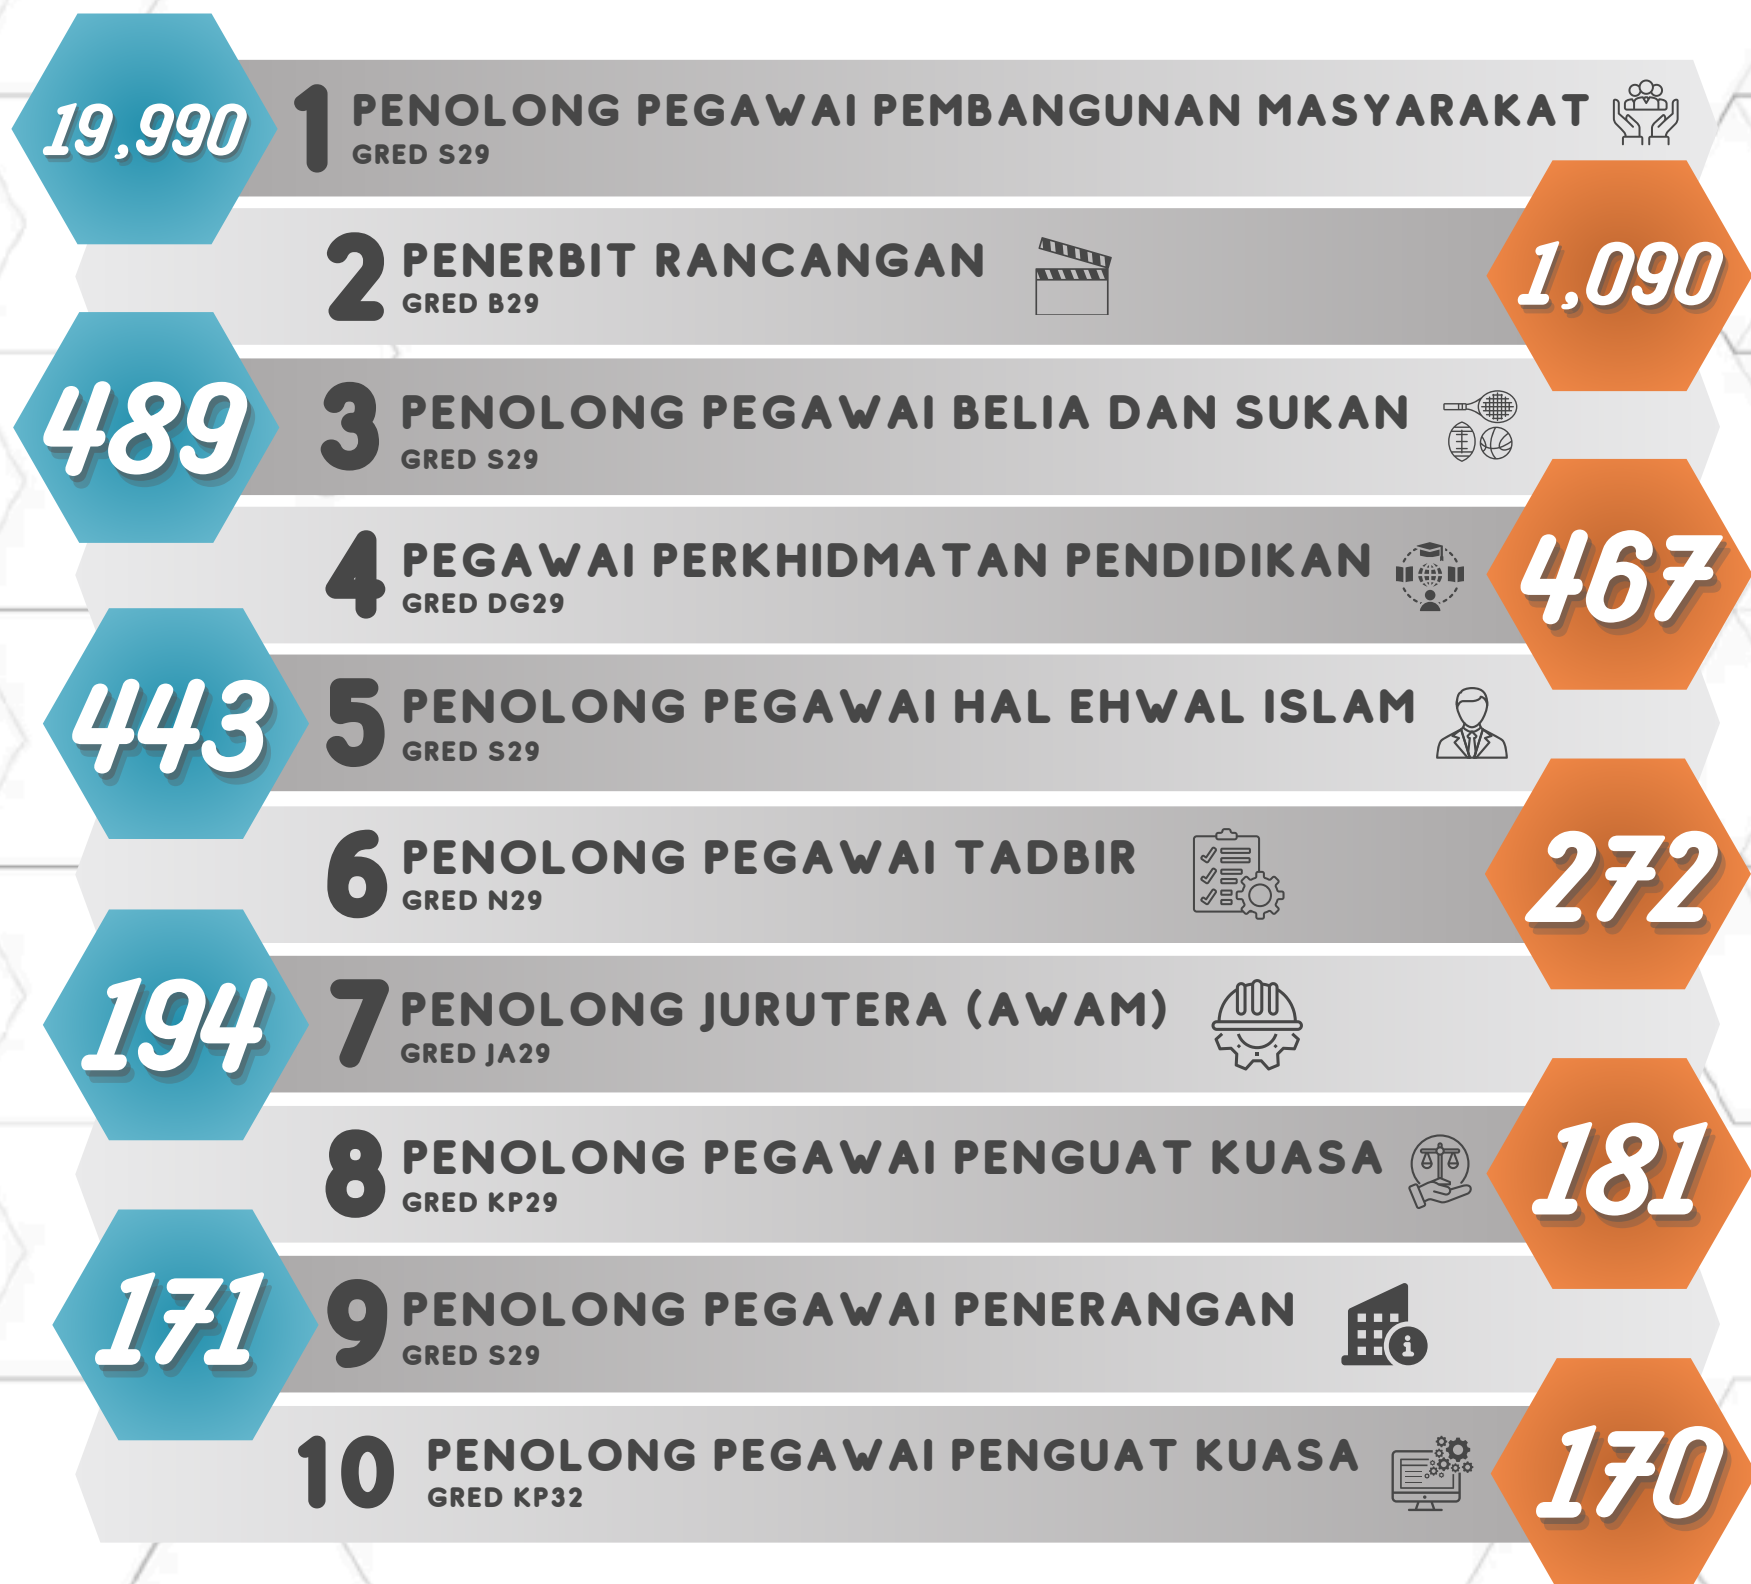 19,990
1 PENOLONG PEGAWAI PEMBANGUNAN MASYARAKAT
GRED S29
2 PENERBIT RANCANGAN
GRED B29
1,090
489
3 PENOLONG PEGAWAI BELIA DAN SUKAN
GRED S29
4 PEGAWAI PERKHIDMATAN PENDIDIKAN
GRED DG29
467
443
5 PENOLONG PEGAWAI HAL EHWAL ISLAM
GRED S29
6 PENOLONG PEGAWAI TADBIR
GRED N29
272
194
7 PENOLONG JURUTERA (AWAM)
GRED JA29
8 PENOLONG PEGAWAI PENGUAT KUASA
GRED KP29
181
171
9 PENOLONG PEGAWAI PENERANGAN
GRED S29
10 PENOLONG PEGAWAI PENGUAT KUASA
GRED KP32
170